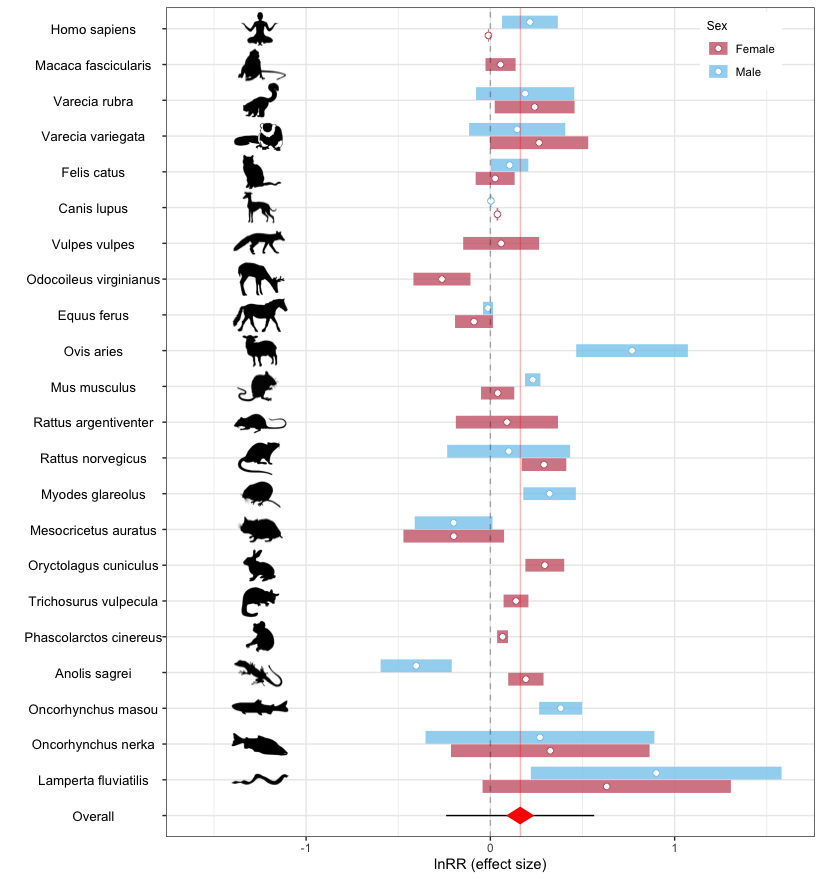 Sex
Female
Male
Homo sapiens
Macaca fascicularis
Varecia rubra
Varecia variegata
Felis catus
Canis lupus
Vulpes vulpes
Odocoileus virginianus
Equus ferus
Ovis aries
Mus musculus
Rattus argentiventer
Rattus norvegicus
Myodes glareolus
Mesocricetus auratus
Oryctolagus cuniculus
Trichosurus vulpecula
Phascolarctos cinereus
Anolis sagrei
Oncorhynchus masou
Oncorhynchus nerka
Lamperta fluviatilis
Overall
-1 0 1
lnRR (effect size)